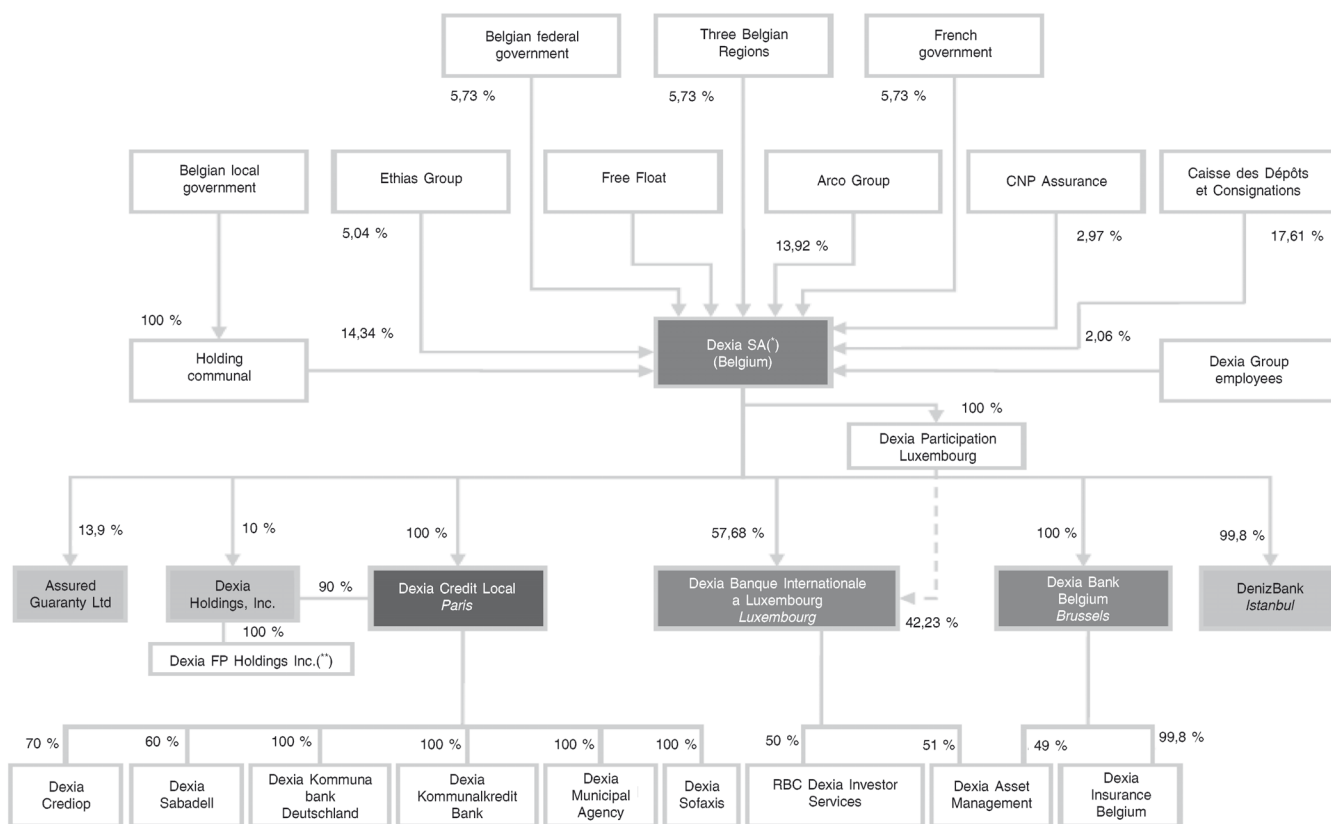 Belgian federal
government
Three Belgian
Regions
French
government
5,73 %
5,73 %
5,73 %
Belgian local
government
Ethias Group
Free Float
Arco Group
CNP Assurance
Caisse des Dépôts
et Consignations
5,04 %
13,92 %
2,97 %
17,61 %
100 %
14,34 %
2,06 %
Holding
communal
Dexia SA(*)
(Belgium)
Dexia Group
employees
100 %
Dexia Participation
Luxembourg
13,9 %
10 %
100 %
57,68 %
100 %
99,8 %
Assured
Guaranty Ltd
Dexia
Holdings, Inc.
90 %
Dexia Credit Local
Paris
Dexia Banque Internationale
a Luxembourg
Luxembourg
42,23 %
Dexia Bank
Belgium
Brussels
DenizBank
Istanbul
100 %
Dexia FP Holdings Inc.(**)
70 %
60 %
100 %
100 %
100 %
100 %
50 %
51 %
49 %
99,8 %
Dexia
Crediop
Dexia
Sabadell
Dexia Kommuna
bank
Deutschland
Dexia
Kommunalkredit
Bank
Dexia
Municipal
Agency
Dexia
Sofaxis
RBC Dexia Investor
Services
Dexia Asset
Management
Dexia
Insurance
Belgium